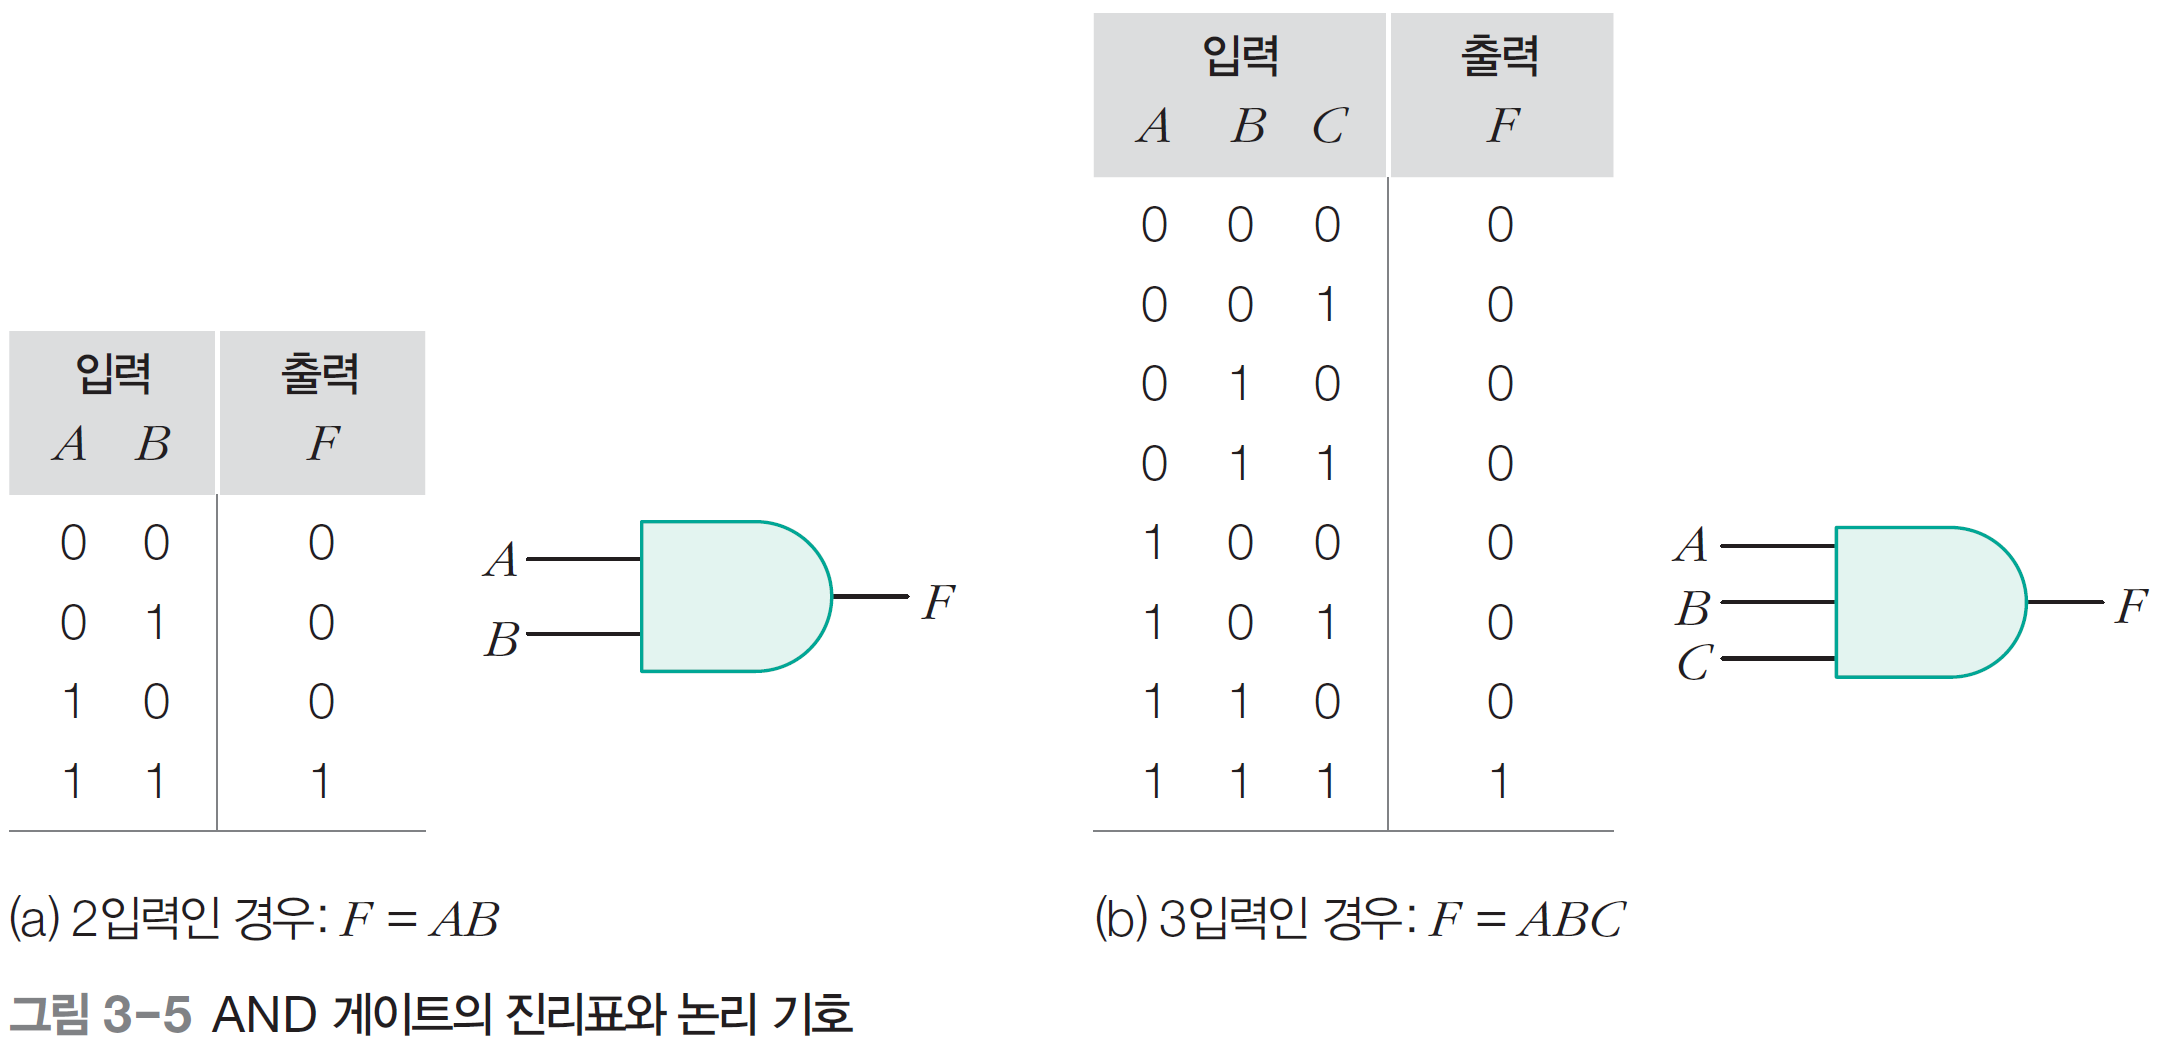 입력 출력
A B F
0 0 0
0 1 0
1 0 0
1 1 1
A
B
F
(a) 2입력인 경우: F = AB
입력 출력
A B C F
0 0 0 0
0 0 1 0
0 1 0 0
0 1 1 0
1 0 0 0
1 0 1 0
1 1 0 0
1 1 1 1
A
B
C
F
(b) 3입력인 경우: F = ABC
그림 3-5 AND 게이트의 진리표와 논리 기호